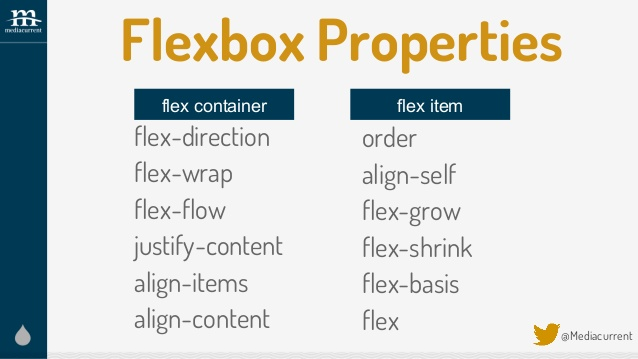 mediacurrent
Flexbox Properties
flex container
flex-direction
flex-wrap
flex-flow
justify-content
align-items
align-content
flex item
order
align-self
flex-grow
flex-shrink
flex-basis
flex
@Mediacurrent